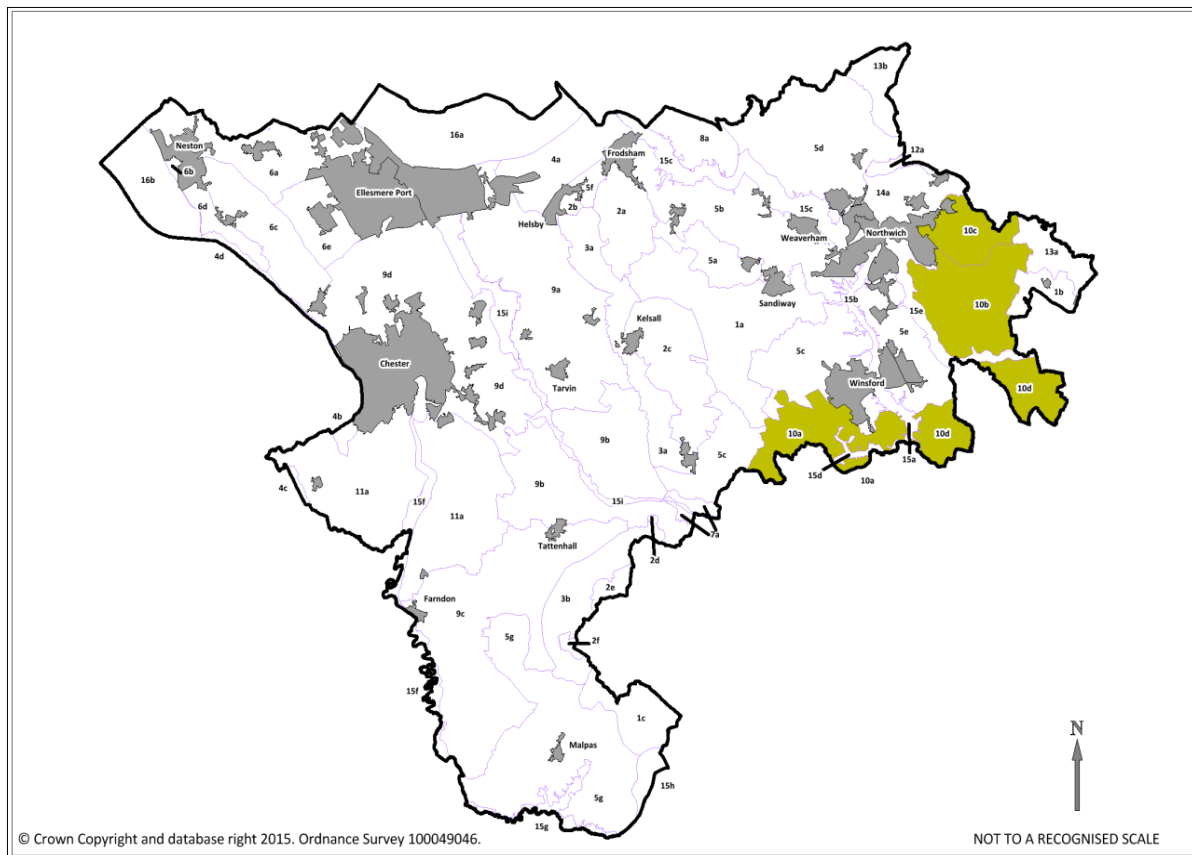 13b
16a
8a
12a
Neston
4a
Frodsham
15c
5d
16b
6b
6a
Ellesmere Port
5f
14a
6d
2b
2a
5b
15c
6c
Helsby
Weaverham
Northwich
10c
4d
6e
3a
13a
9d
5a
9a
Sandiway
15b
10b
1b
15i
Kelsall
1a
15e
5e
2c
5c
Chester
Tarvin
Winsford
9d
10d
4b
10a
10d
9b
3a
5c
15a
4c
11a
15f
9b
15d
10a
11a
15i
7a
Tattenhall
2d
2e
Farndon
3b
9c
5g
2f
15f
1c
N
Malpas
15h
5g
15g
© Crown Copyright and database right 2015. Ordnance Survey 100049046.
NOT TO A RECOGNISED SCALE